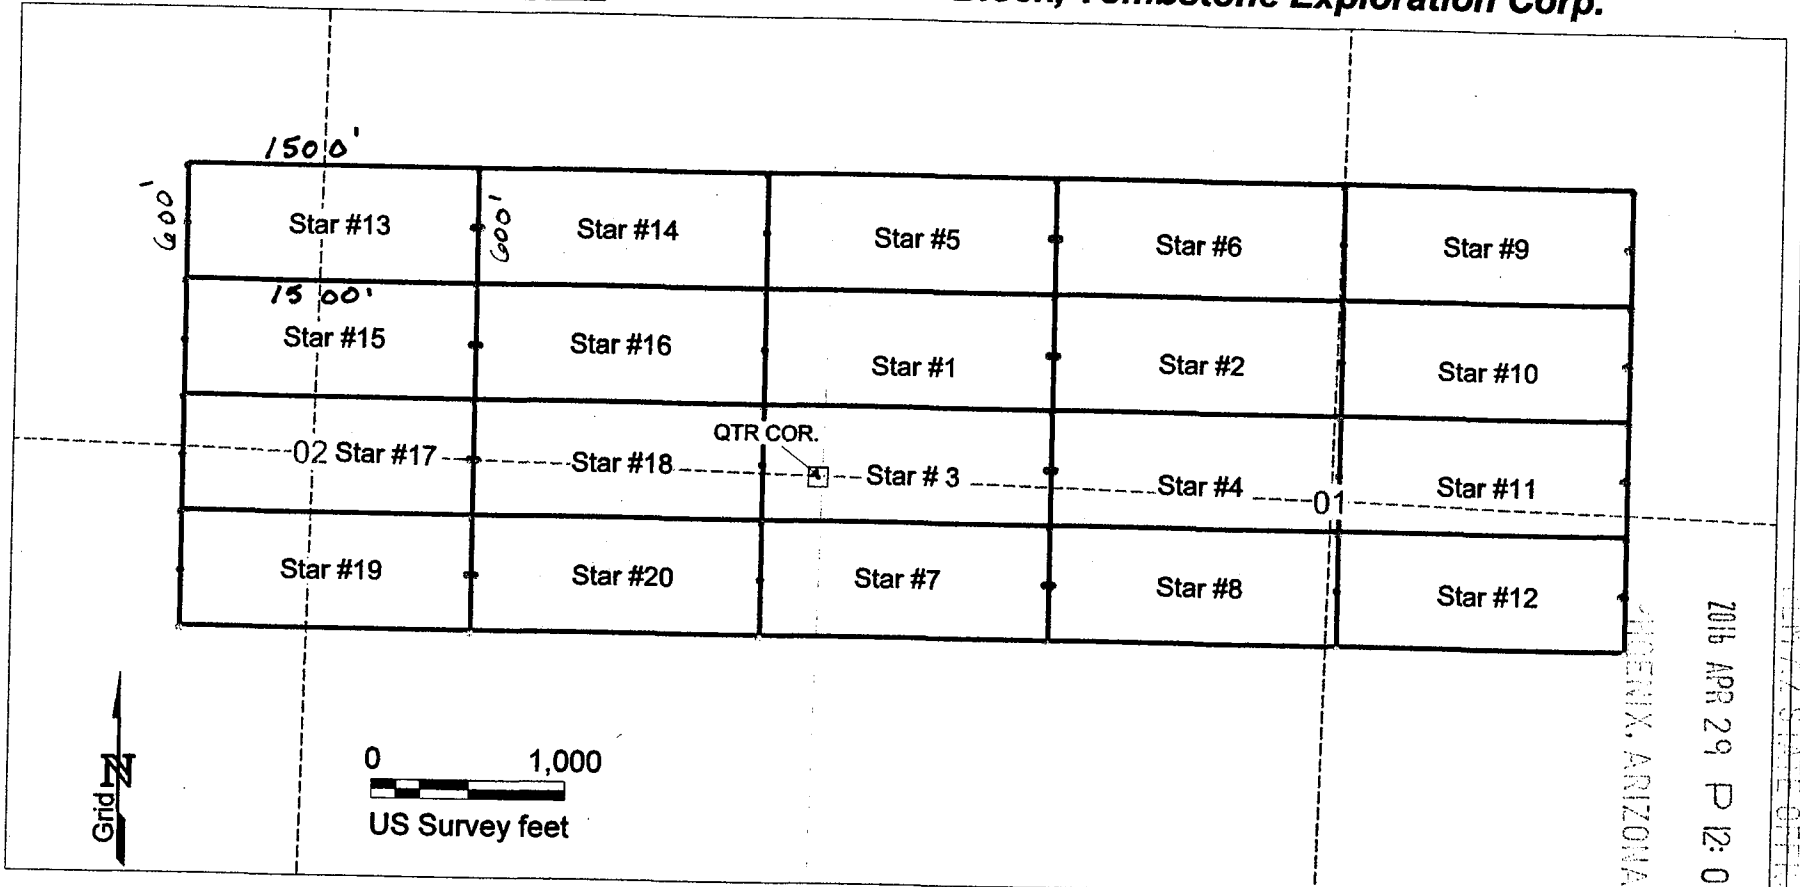 Tombstone Exploration Corp.
1500'
600'
600'
Star #13
Star #14
Star #5
Star #6
Star #9
1500'
Star #15
Star #16
Star #1
Star #2
Star #10
QTR COR.
02 Star #17
Star #18
Star # 3
Star #4
01
Star #11
Star #19
Star #20
Star #7
Star #8
Star #12
N
Grid
0 1,000
US Survey feet
2016 APR 29 P 12: 0
PHOENIX, ARIZONA